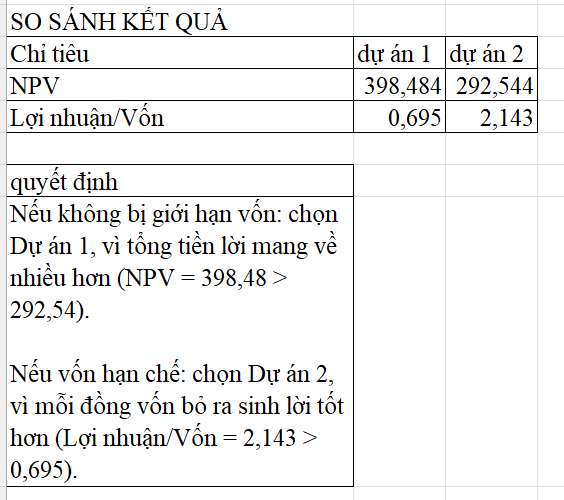 SO SÁNH KẾT QUẢ
Chỉ tiêu dự án 1 dự án 2
NPV 398,484 292,544
Lợi nhuận/Vốn 0,695 2,143
quyết định
Nếu không bị giới hạn vốn: chọn
Dự án 1, vì tổng tiền lời mang về
nhiều hơn (NPV = 398,48 >
292,54).
Nếu vốn hạn chế: chọn Dự án 2,
vì mỗi đồng vốn bỏ ra sinh lời tốt
hơn (Lợi nhuận/Vốn = 2,143 >
0,695).